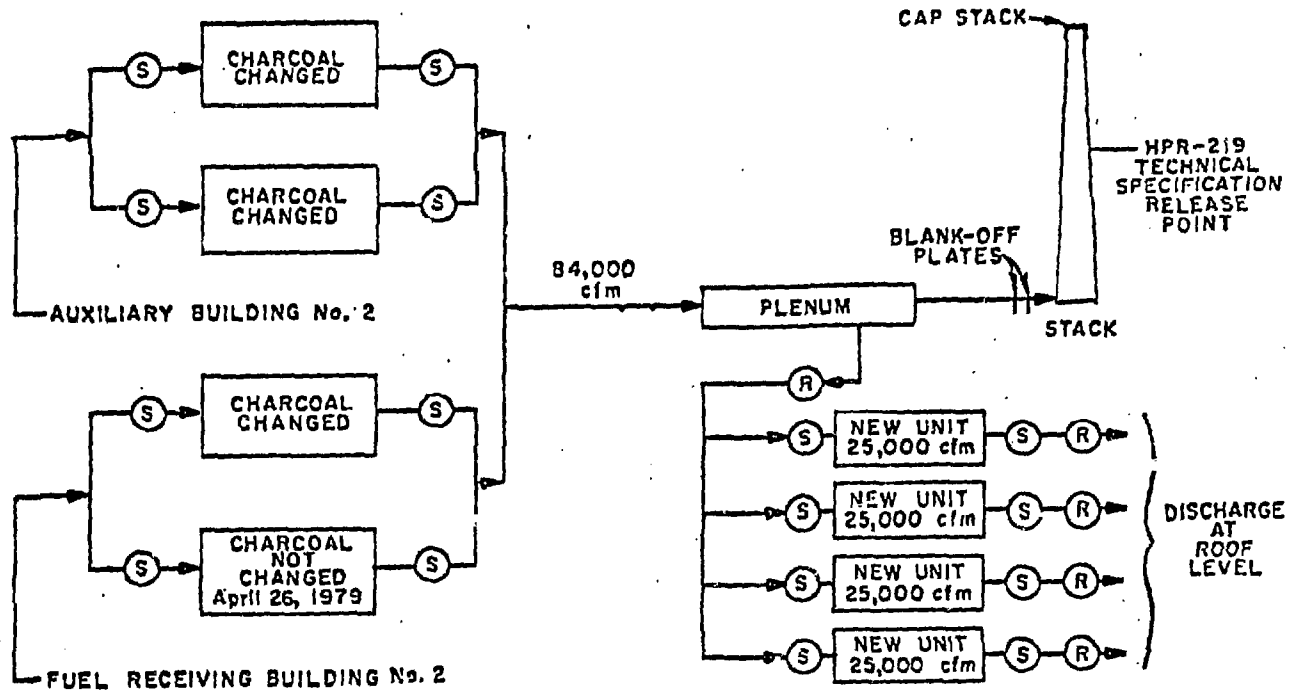 CAP STACK
S
CHARCOAL
CHANGED
S
S
CHARCOAL
CHANGED
S
AUXILIARY BUILDING No. 2
HPR-219
TECHNICAL
SPECIFICATION
RELEASE
POINT
BLANK-OFF
PLATES
84,000
cfm
PLENUM
STACK
S
CHARCOAL
CHANGED
S
S
CHARCOAL
NOT
CHANGED
April 26, 1979
S
FUEL RECEIVING BUILDING No. 2
R
S
NEW UNIT
25,000 cfm
S
R
S
NEW UNIT
25,000 cfm
S
R
S
NEW UNIT
25,000 cfm
S
R
S
NEW UNIT
25,000 cfm
S
R
DISCHARGE
AT
ROOF
LEVEL